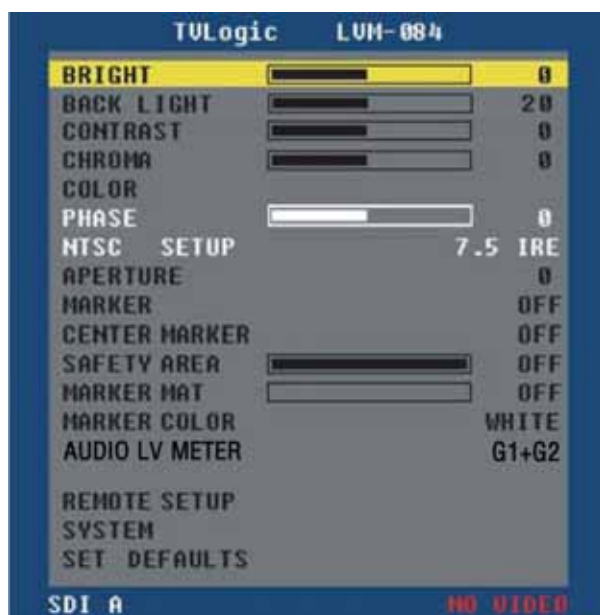 TVLogic LVM-084
BRIGHT 0
BACK LIGHT 20
CONTRAST 0
CHROMA 0
COLOR
PHASE 0
NTSC SETUP 7.5 IRE
APERTURE 0
MARKER OFF
CENTER MARKER OFF
SAFETY AREA OFF
MARKER MAT OFF
MARKER COLOR WHITE
AUDIO LV METER G1+G2
REMOTE SETUP
SYSTEM
SET DEFAULTS
SDI A NO VIDEO